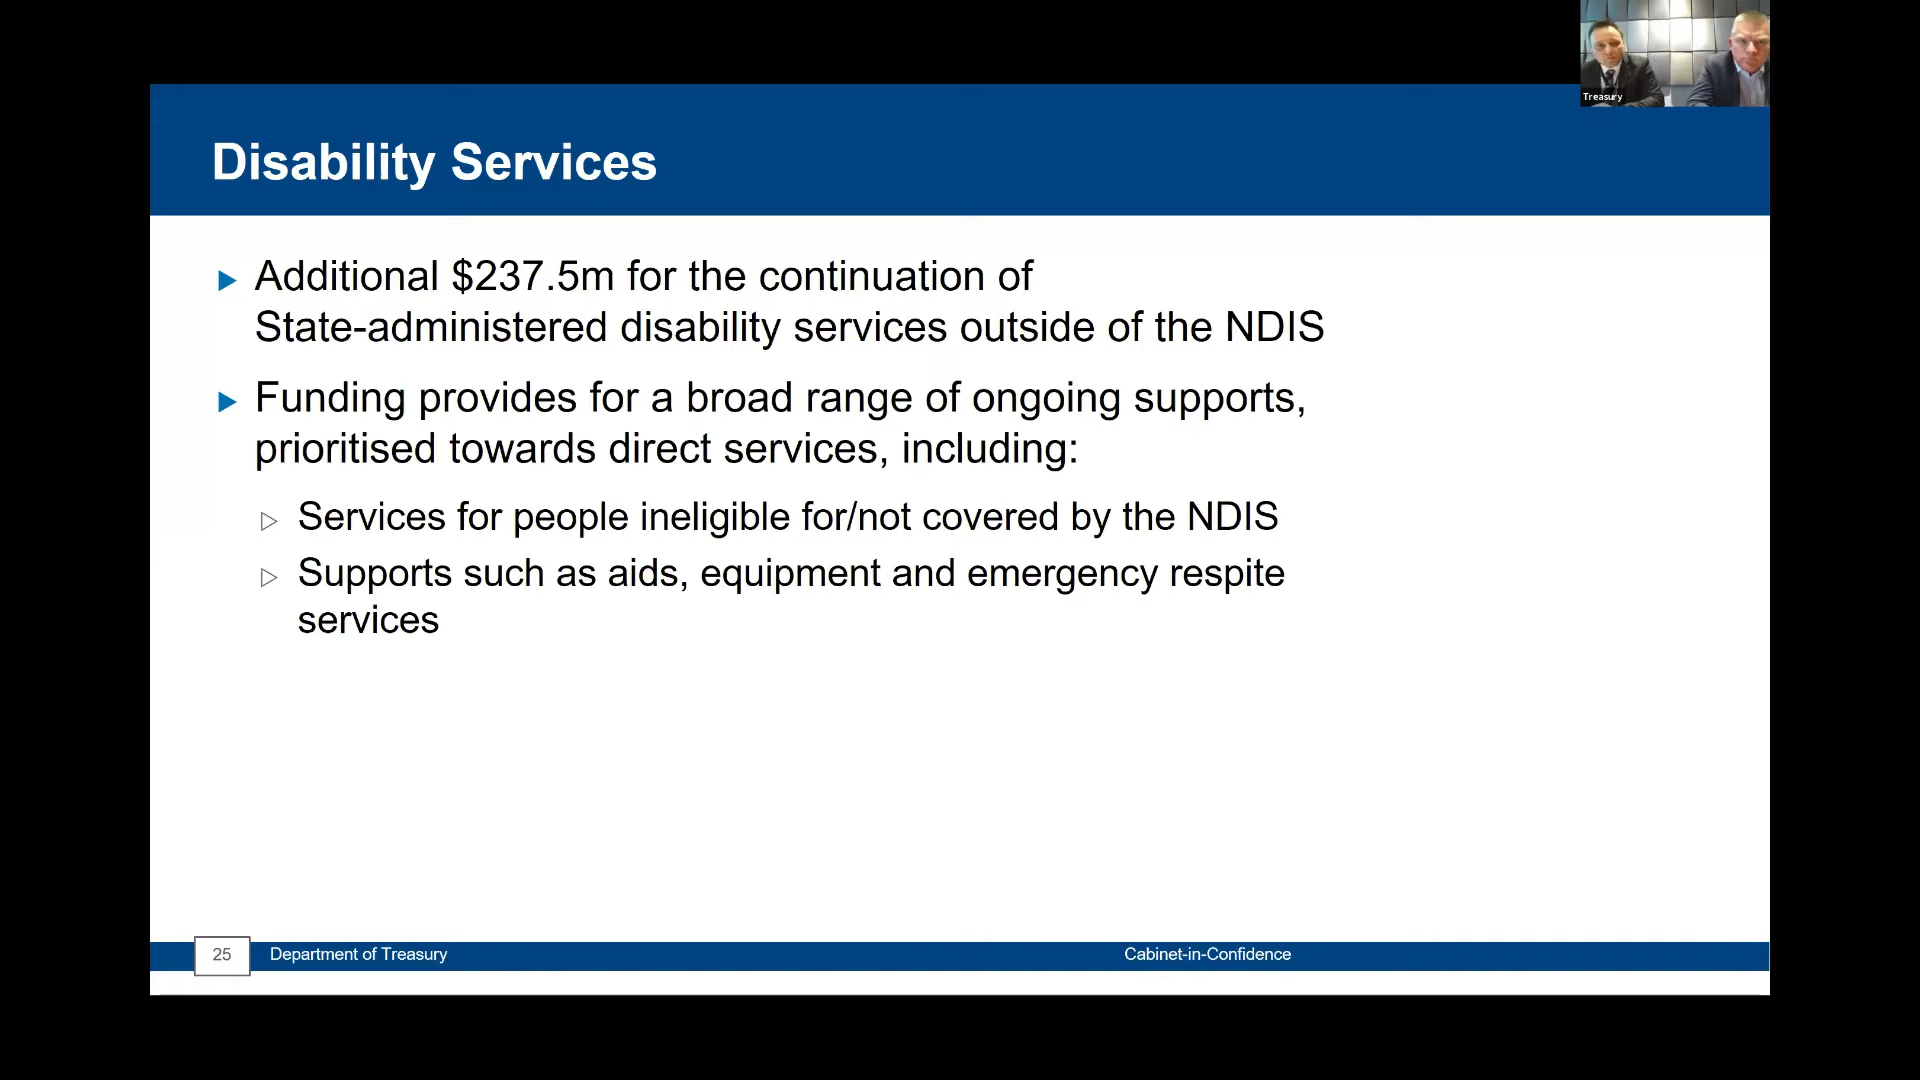 Treasury
Disability Services
Additional $237.5m for the continuation of
State-administered disability services outside of the NDIS
Funding provides for a broad range of ongoing supports,
prioritised towards direct services, including:
Services for people ineligible for/not covered by the NDIS
Supports such as aids, equipment and emergency respite
services
25
Department of Treasury
Cabinet-in-Confidence